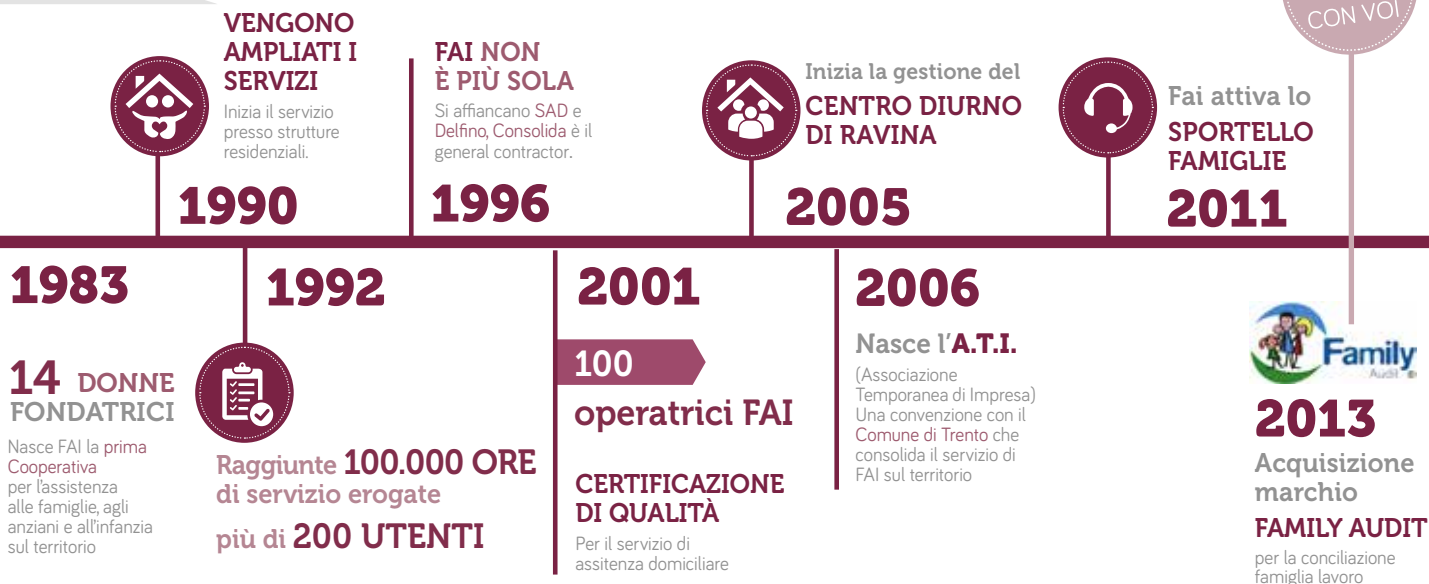 CON VOI
VENGONO
AMPLIATI I
SERVIZI
Inizia il servizio
presso strutture
residenziali.
1990
FAI NON
È PIÙ SOLA
Si affiancano SAD e
Delfino, Consolida è il
general contractor.
1996
Inizia la gestione del
CENTRO DIURNO
DI RAVINA
2005
Fai attiva lo
SPORTELLO
FAMIGLIE
2011
1983
14 DONNE
FONDATRICI
Nasce FAI la prima
Cooperativa
per l'assistenza
alle famiglie, agli
anziani e all'infanzia
sul territorio
1992
Raggiunte 100.000 ORE
di servizio erogate
più di 200 UTENTI
2001
100
operatrici FAI
CERTIFICAZIONE
DI QUALITÀ
Per il servizio di
assitenza domiciliare
2006
Nasce l'A.T.I.
(Associazione
Temporanea di Impresa)
Una convenzione con il
Comune di Trento che
consolida il servizio di
FAI sul territorio
Family
Audit
2013
Acquisizione
marchio
FAMILY AUDIT
per la conciliazione
famiglia lavoro